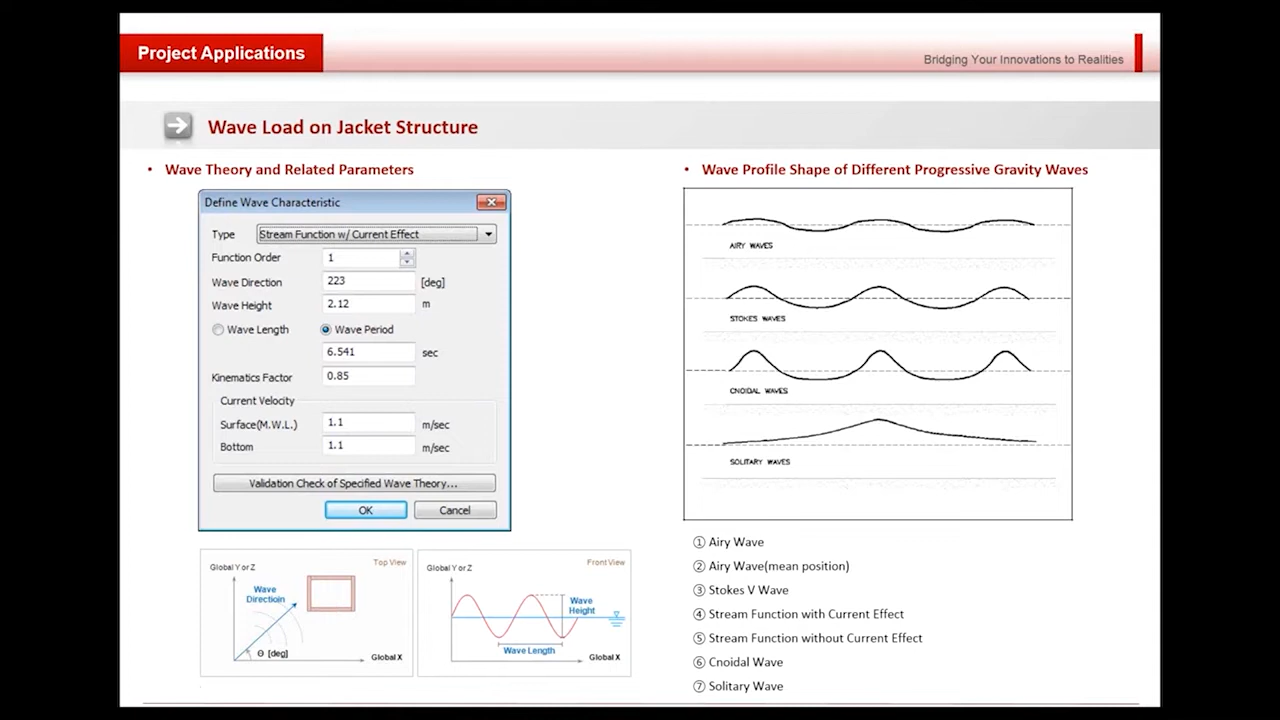 Project Applications
Bridging Your Innovations to Realities
Wave Load on Jacket Structure
• Wave Theory and Related Parameters
Define Wave Characteristic
Type Stream Function w/ Current Effect
Function Order 1
Wave Direction 223 [deg]
Wave Height 2.12 m
Wave Length Wave Period
6.541 sec
Kinematics Factor 0.85
Current Velocity
Surface(M.W.L.) 1.1 m/sec
Bottom 1.1 m/sec
Validation Check of Specified Wave Theory...
OK Cancel
Top View
Global Y or Z
Wave
Directioin
Θ [deg]
Global X
Front View
Global Y or Z
Wave
Height
Wave Length
Global X
• Wave Profile Shape of Different Progressive Gravity Waves
AIRY WAVES
STOKES WAVES
CNOIDAL WAVES
SOLITARY WAVES
① Airy Wave
② Airy Wave(mean position)
③ Stokes V Wave
④ Stream Function with Current Effect
⑤ Stream Function without Current Effect
⑥ Cnoidal Wave
⑦ Solitary Wave